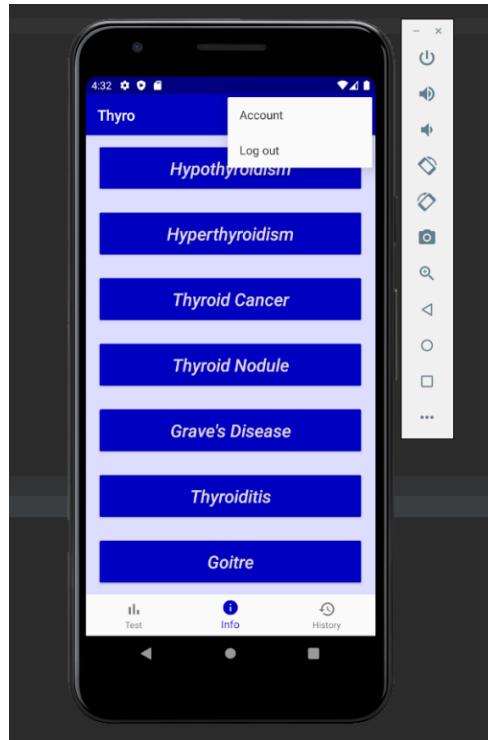 4:32
Thyro
Account
Log out
Hypothyroidism
Hyperthyroidism
Thyroid Cancer
Thyroid Nodule
Grave's Disease
Thyroiditis
Goitre
Test
Info
History